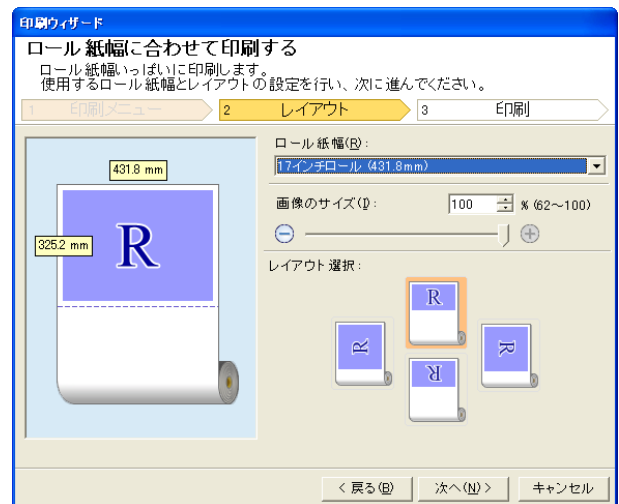 印刷ウィザード
ロール紙幅に合わせて印刷する
ロール紙幅いっぱいに印刷します。
使用するロール紙幅とレイアウトの設定を行い、次に進んでください。
1 印刷メニュー 2 レイアウト 3 印刷
ロール紙幅(R):
17インチロール (431.8mm)
431.8 mm
画像のサイズ(I): 100 % (62～100)
325.2 mm
R
レイアウト選択:
R
R
R
R
< 戻る(B) 次へ(N) > キャンセル